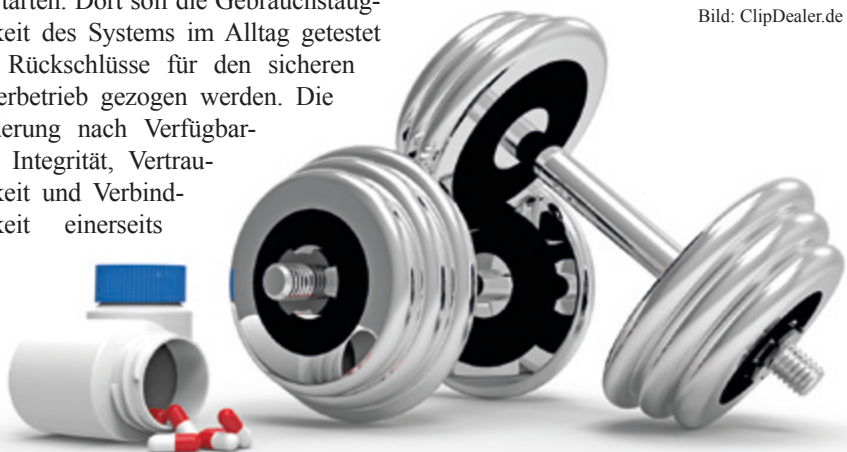 tarten. Dort soll die Gebrauchstaug-
keit des Systems im Alltag getestet
Rückschlüsse für den sicheren
erbetrieb gezogen werden. Die
erung nach Verfügbar-
Integrität, Vertrau-
keit und Verbind-
keit einerseits
Bild: ClipDealer.de